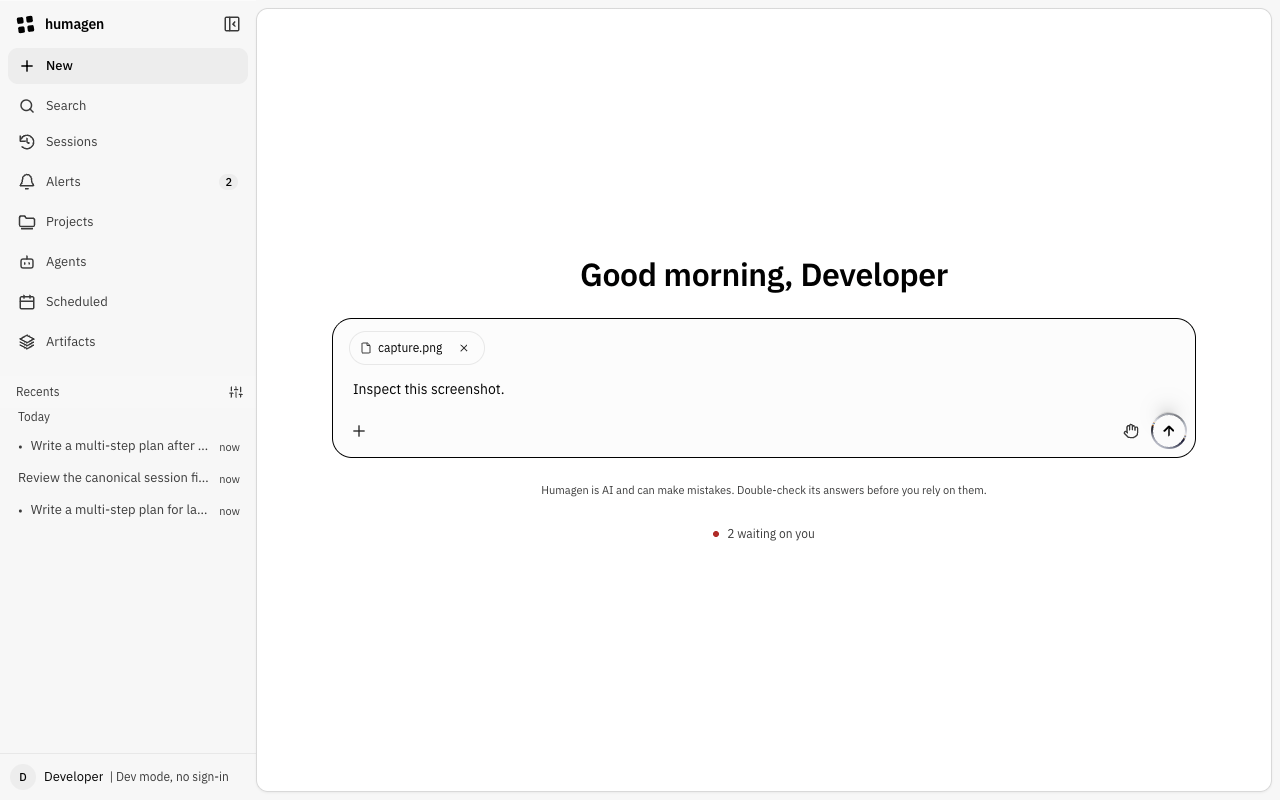 humagen
New
Search
Sessions
Alerts 2
Projects
Agents
Scheduled
Artifacts
Recents
Today
• Write a multi-step plan after ... now
Review the canonical session fi... now
• Write a multi-step plan for la... now
D Developer | Dev mode, no sign-in
Good morning, Developer
capture.png
Inspect this screenshot.
Humagen is AI and can make mistakes. Double-check its answers before you rely on them.
2 waiting on you